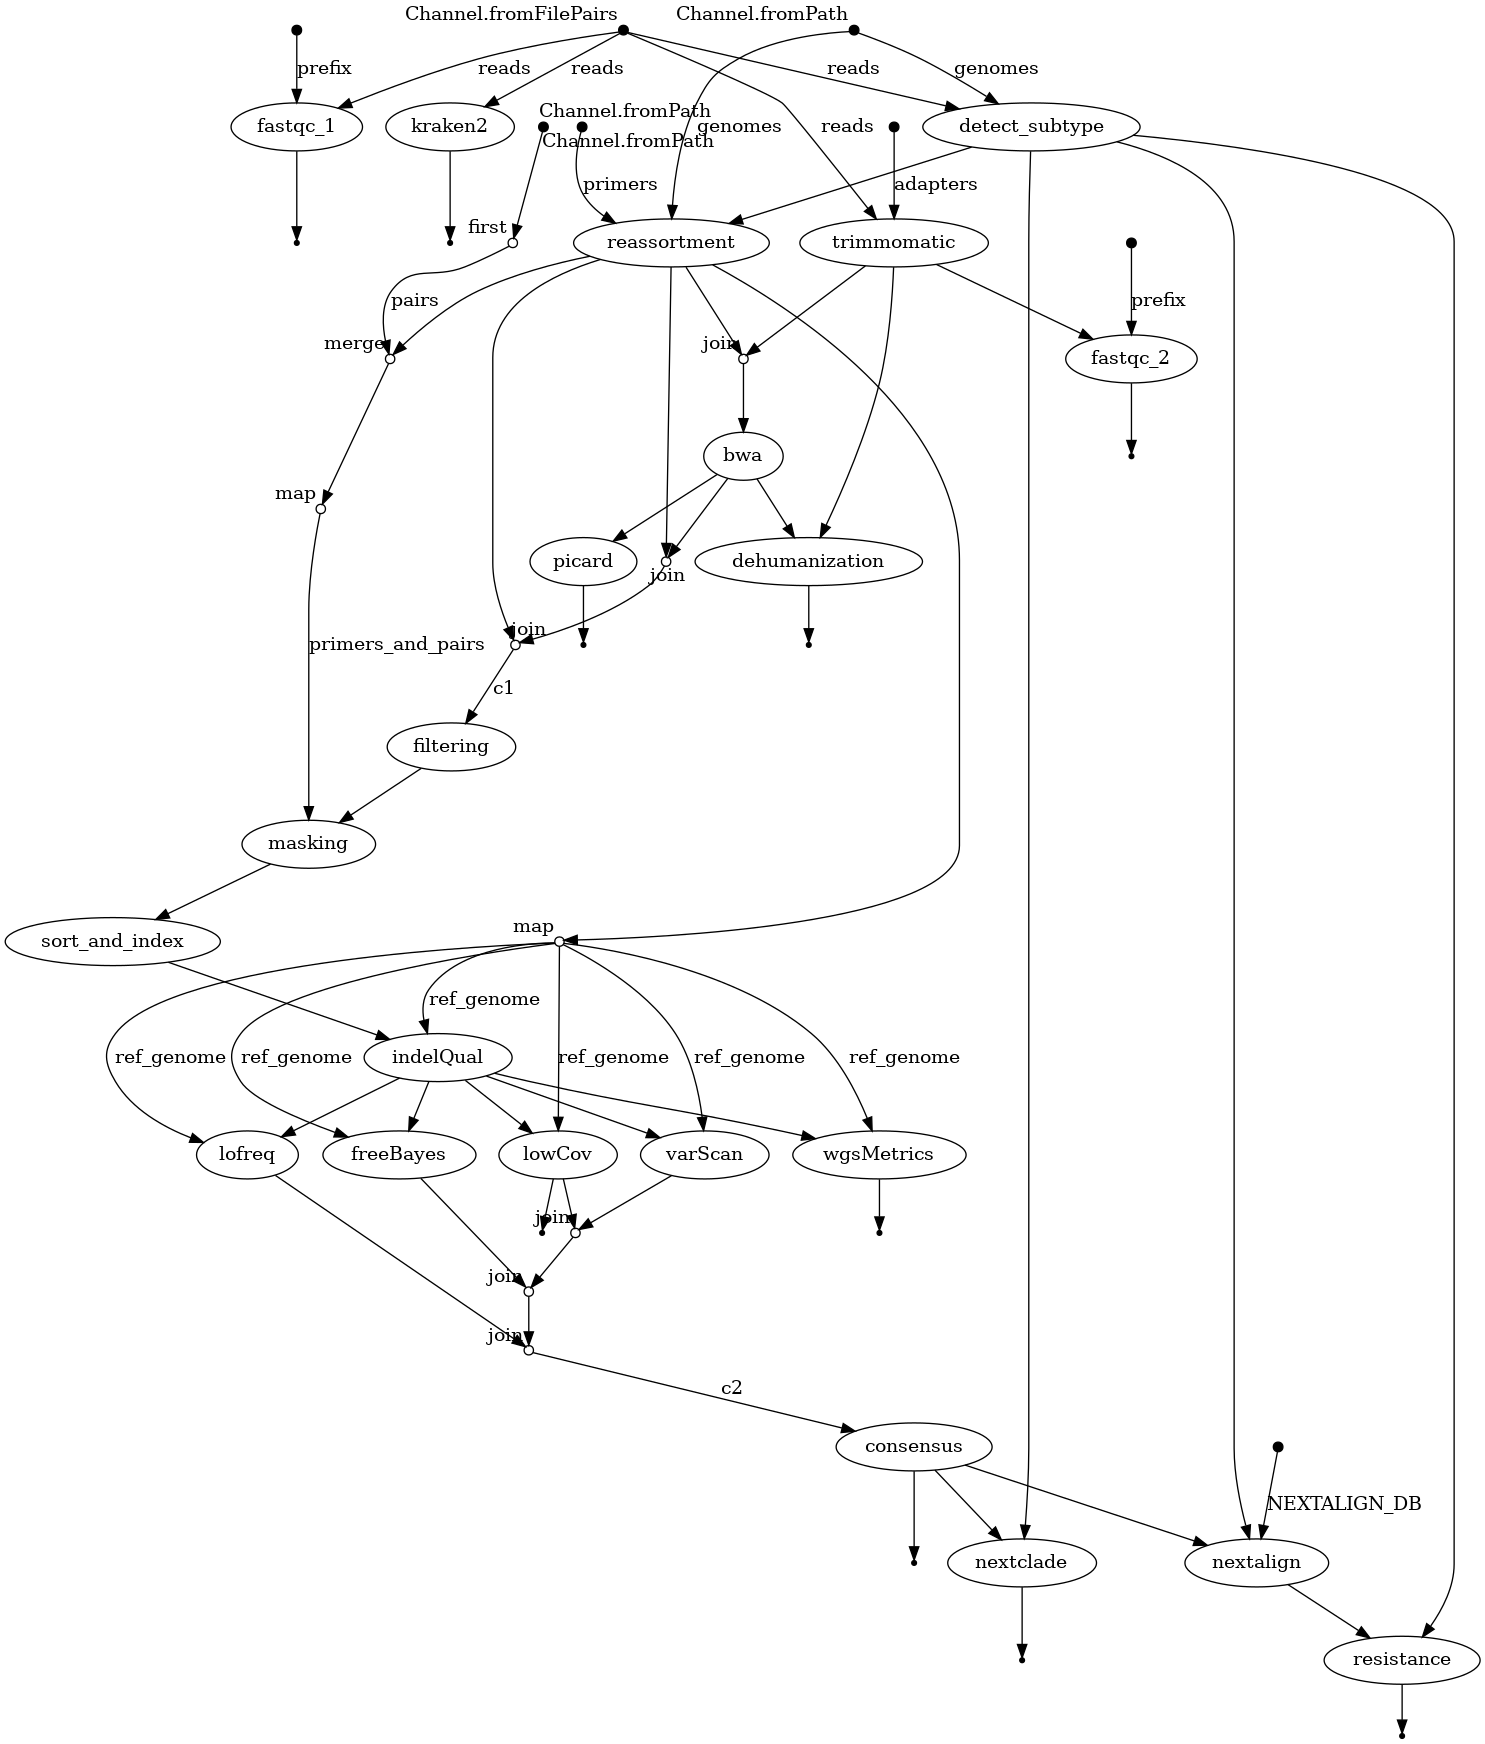 Channel.fromFilePairs
Channel.fromPath
prefix
reads
reads
reads
genomes
Channel.fromPath
fastqc_1
kraken2
genomes
reads
detect_subtype
Channel.fromPath
primers
adapters
first
reassortment
trimmomatic
pairs
prefix
merge
join
fastqc_2
bwa
map
picard
dehumanization
join
join
primers_and_pairs
c1
filtering
masking
map
sort_and_index
ref_genome
ref_genome
ref_genome
indelQual
ref_genome
ref_genome
ref_genome
lofreq
freeBayes
lowCov
varScan
wgsMetrics
join
join
join
c2
consensus
NEXTALIGN_DB
nextclade
nextalign
resistance